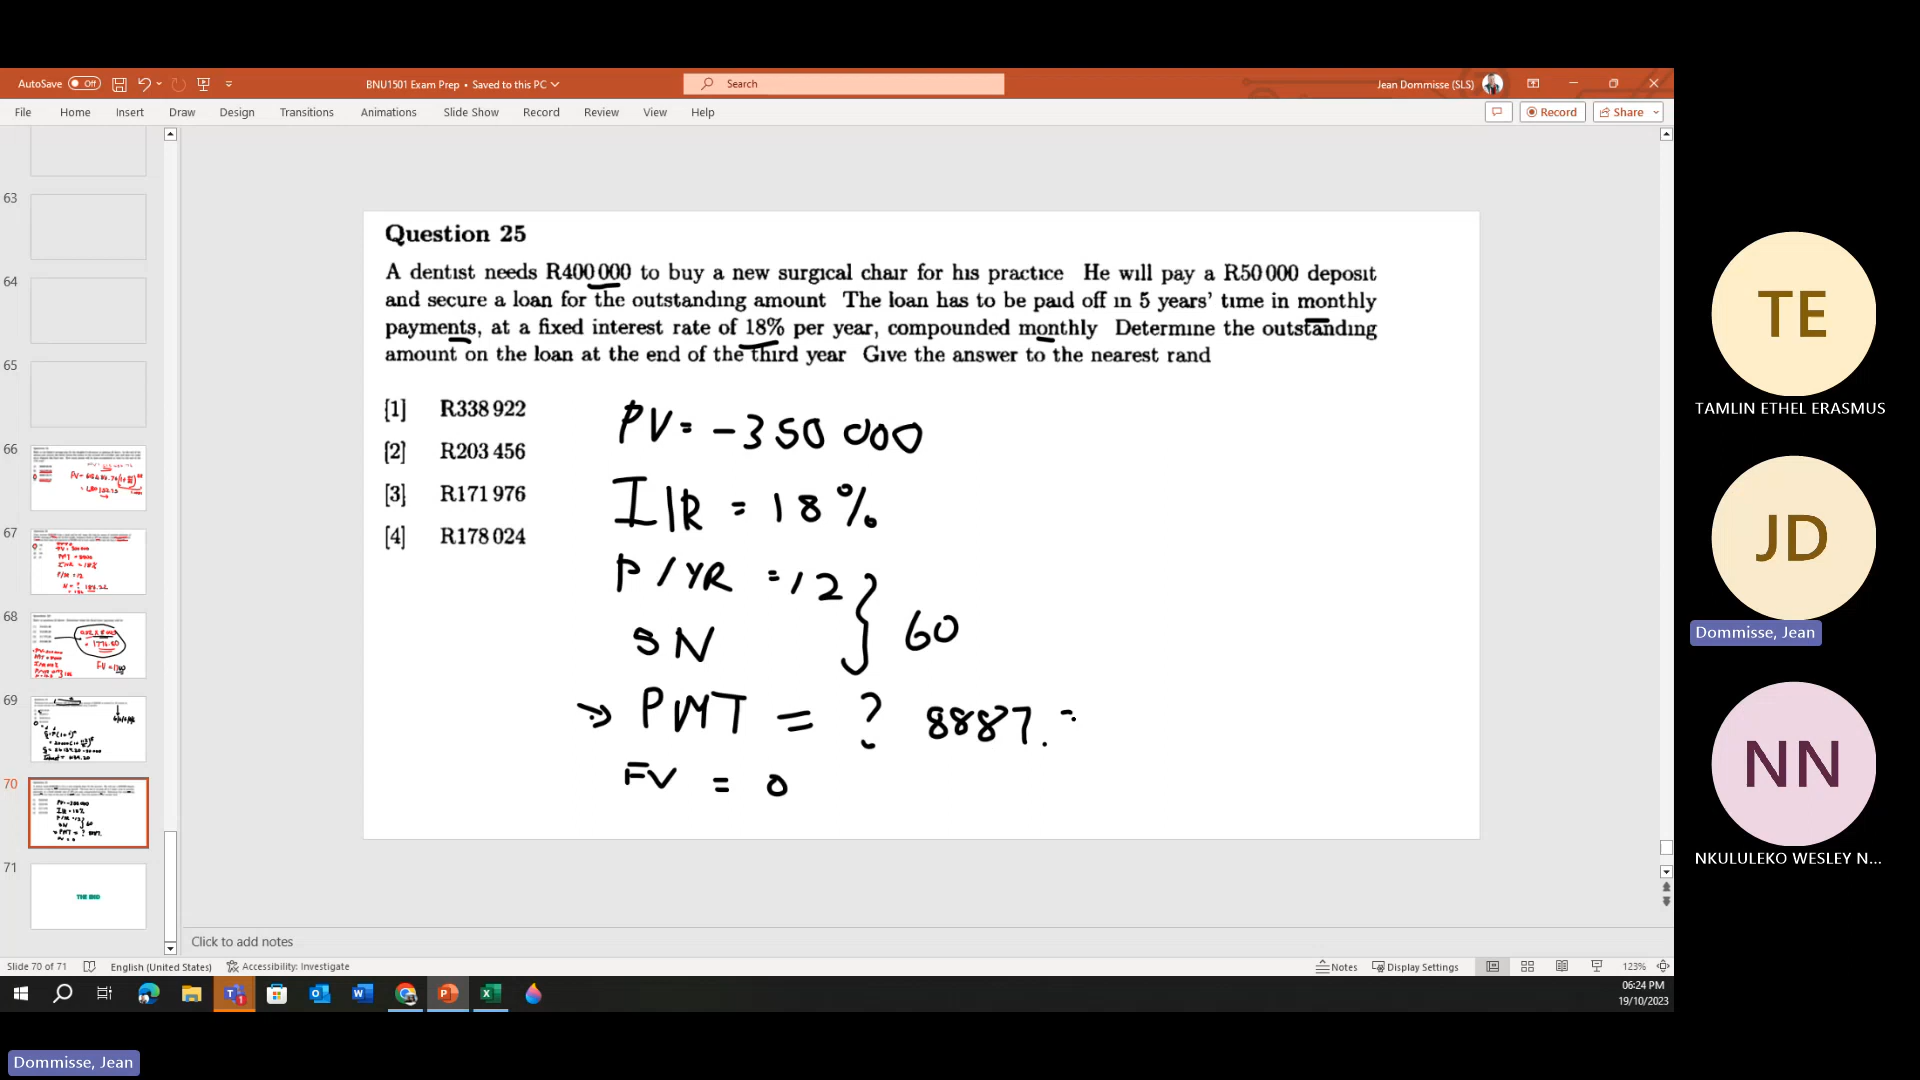 AutoSave Off
BNU1501 Exam Prep • Saved to this PC
Search
Jean Dommisse (SLS)
File Home Insert Draw Design Transitions Animations Slide Show Record Review View Help
Record
Share
63
64
65
66
67
68
69
70
71
THE END
Question 25
A dentist needs R400 000 to buy a new surgical chair for his practice He will pay a R50 000 deposit
and secure a loan for the outstanding amount The loan has to be paid off in 5 years' time in monthly
payments, at a fixed interest rate of 18% per year, compounded monthly Determine the outstanding
amount on the loan at the end of the third year Give the answer to the nearest rand
[1] R338 922
[2] R203 456
[3] R171 976
[4] R178 024
PV = -350 000
I/R = 18%
P/YR = 12
SN
60
→ PMT = ? 8887.
FV = 0
Click to add notes
Slide 70 of 71
English (United States)
Accessibility: Investigate
Notes
Display Settings
123%
06:24 PM
19/10/2023
TE
TAMLIN ETHEL ERASMUS
JD
Dommisse, Jean
NN
NKULULEKO WESLEY N...
Dommisse, Jean